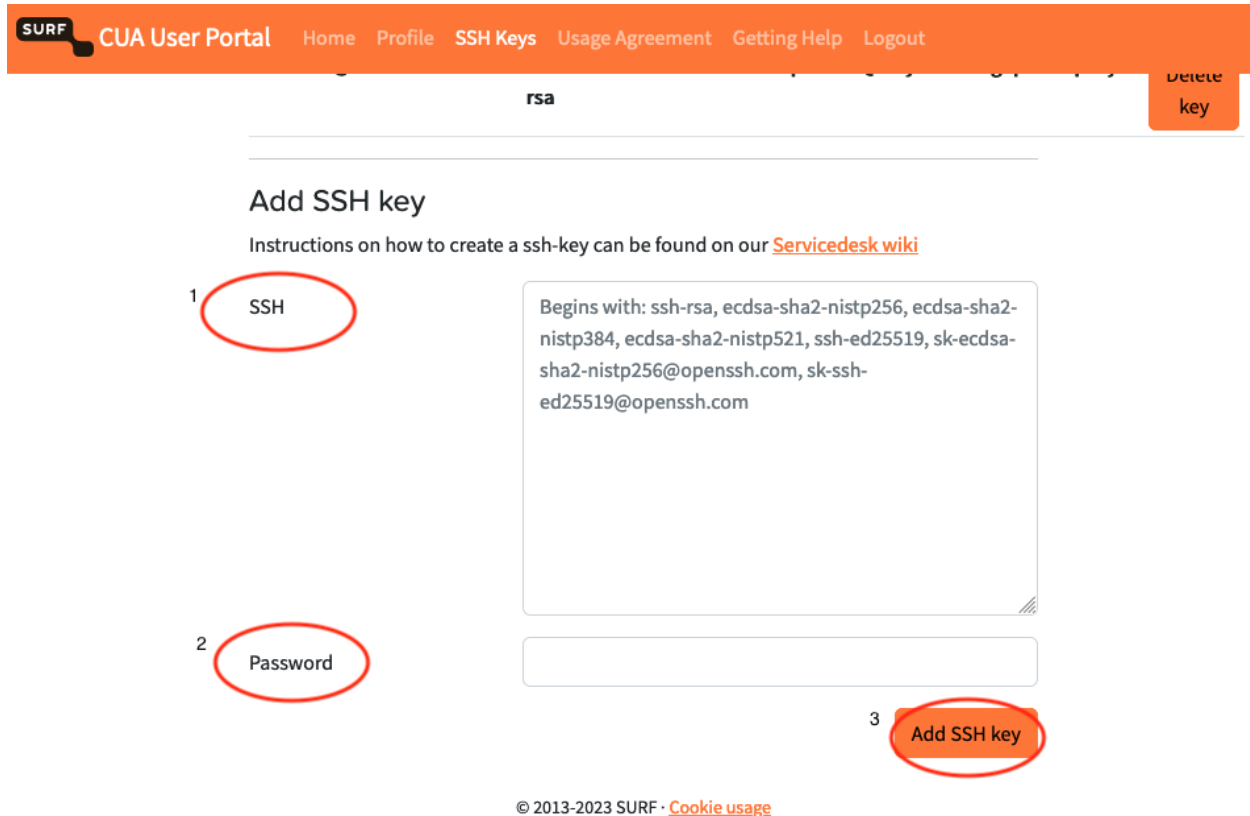 SURF CUA User Portal Home Profile SSH Keys Usage Agreement Getting Help Logout
Delete
rsa
key
Add SSH key
Instructions on how to create a ssh-key can be found on our Servicedesk wiki
1
SSH
Begins with: ssh-rsa, ecdsa-sha2-nistp256, ecdsa-sha2-
nistp384, ecdsa-sha2-nistp521, ssh-ed25519, sk-ecdsa-
sha2-nistp256@openssh.com, sk-ssh-
ed25519@openssh.com
2
Password
3
Add SSH key
© 2013-2023 SURF · Cookie usage